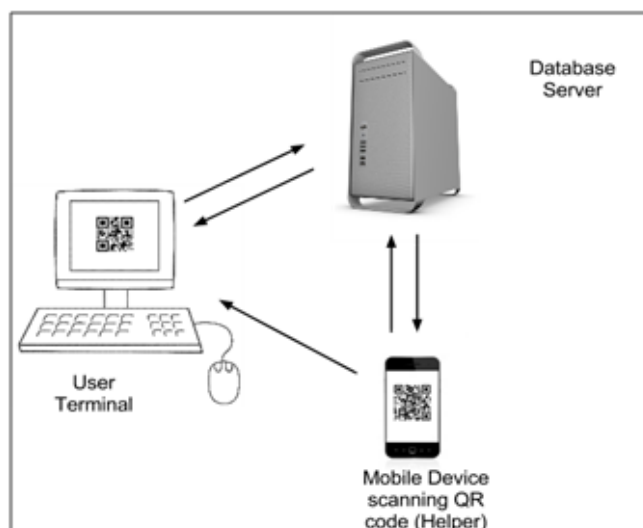 Database
Server
User
Terminal
Mobile Device
scanning QR
code (Helper)